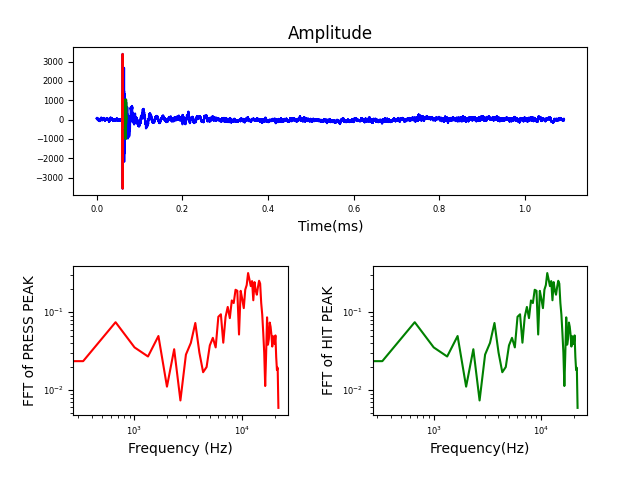 Amplitude
3000
2000
1000
0
−1000
−2000
−3000
0.0 0.2 0.4 0.6 0.8 1.0
Time(ms)
FFT of PRESS PEAK
10⁻¹
10⁻²
10³ 10⁴
Frequency (Hz)
FFT of HIT PEAK
10⁻¹
10⁻²
10³ 10⁴
Frequency(Hz)